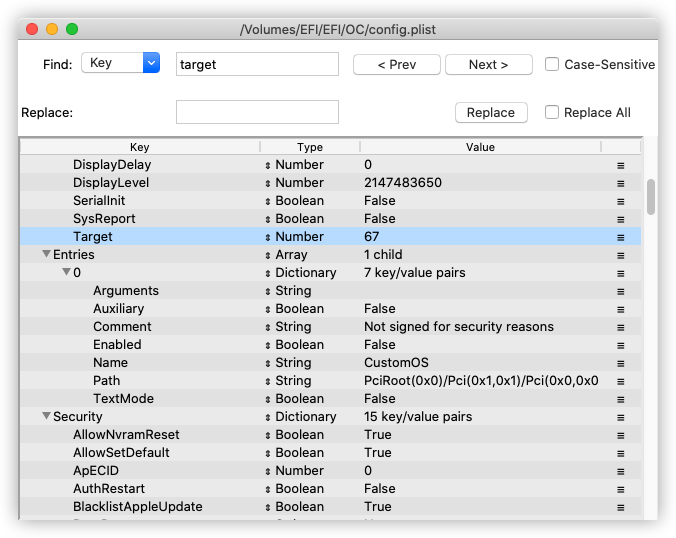 /Volumes/EFI/EFI/OC/config.plist
Find: Key target < Prev Next > Case-Sensitive
Replace: Replace Replace All
Key Type Value
DisplayDelay Number 0
DisplayLevel Number 2147483650
SerialInit Boolean False
SysReport Boolean False
Target Number 67
Entries Array 1 child
0 Dictionary 7 key/value pairs
Arguments String
Auxiliary Boolean False
Comment String Not signed for security reasons
Enabled Boolean False
Name String CustomOS
Path String PciRoot(0x0)/Pci(0x1,0x1)/Pci(0x0,0x0
TextMode Boolean False
Security Dictionary 15 key/value pairs
AllowNvramReset Boolean True
AllowSetDefault Boolean True
ApECID Number 0
AuthRestart Boolean False
BlacklistAppleUpdate Boolean True